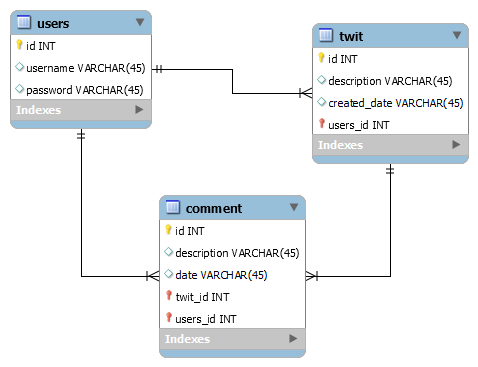 users
id INT
username VARCHAR(45)
password VARCHAR(45)
Indexes
twit
id INT
description VARCHAR(45)
created_date VARCHAR(45)
users_id INT
Indexes
comment
id INT
description VARCHAR(45)
date VARCHAR(45)
twit_id INT
users_id INT
Indexes